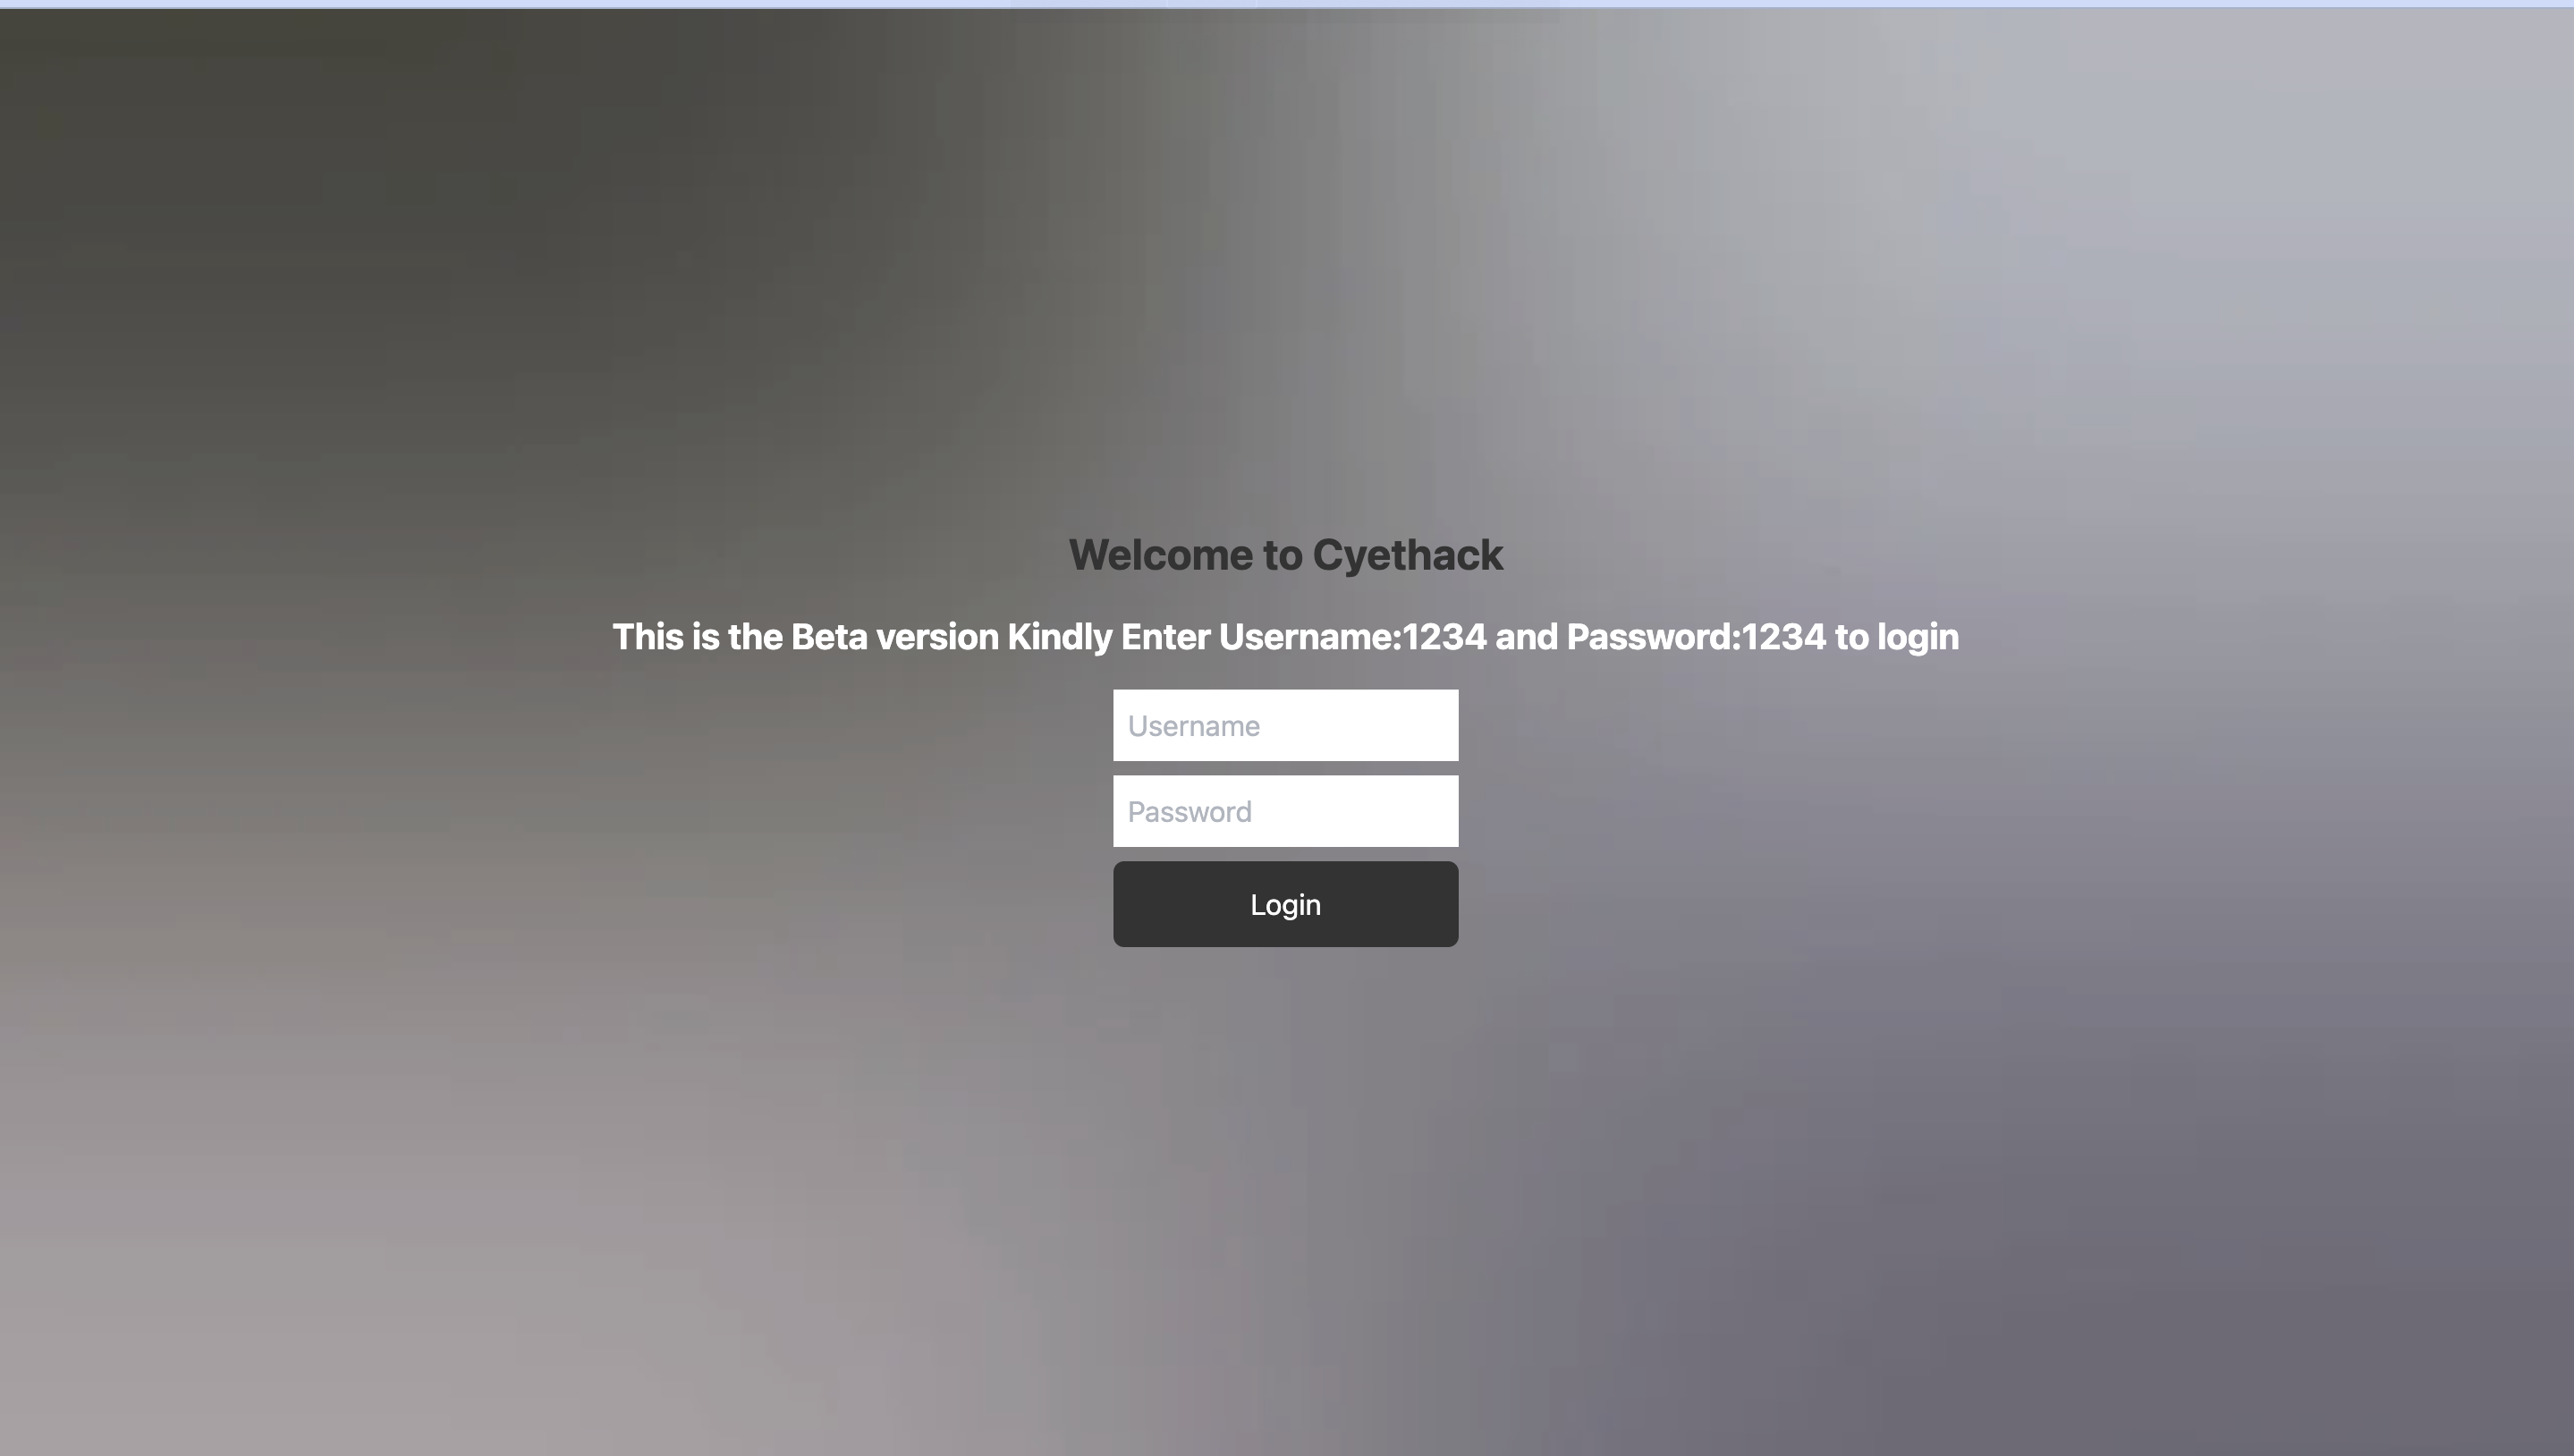 Welcome to Cyethack
This is the Beta version Kindly Enter Username:1234 and Password:1234 to login
Username
Password
Login